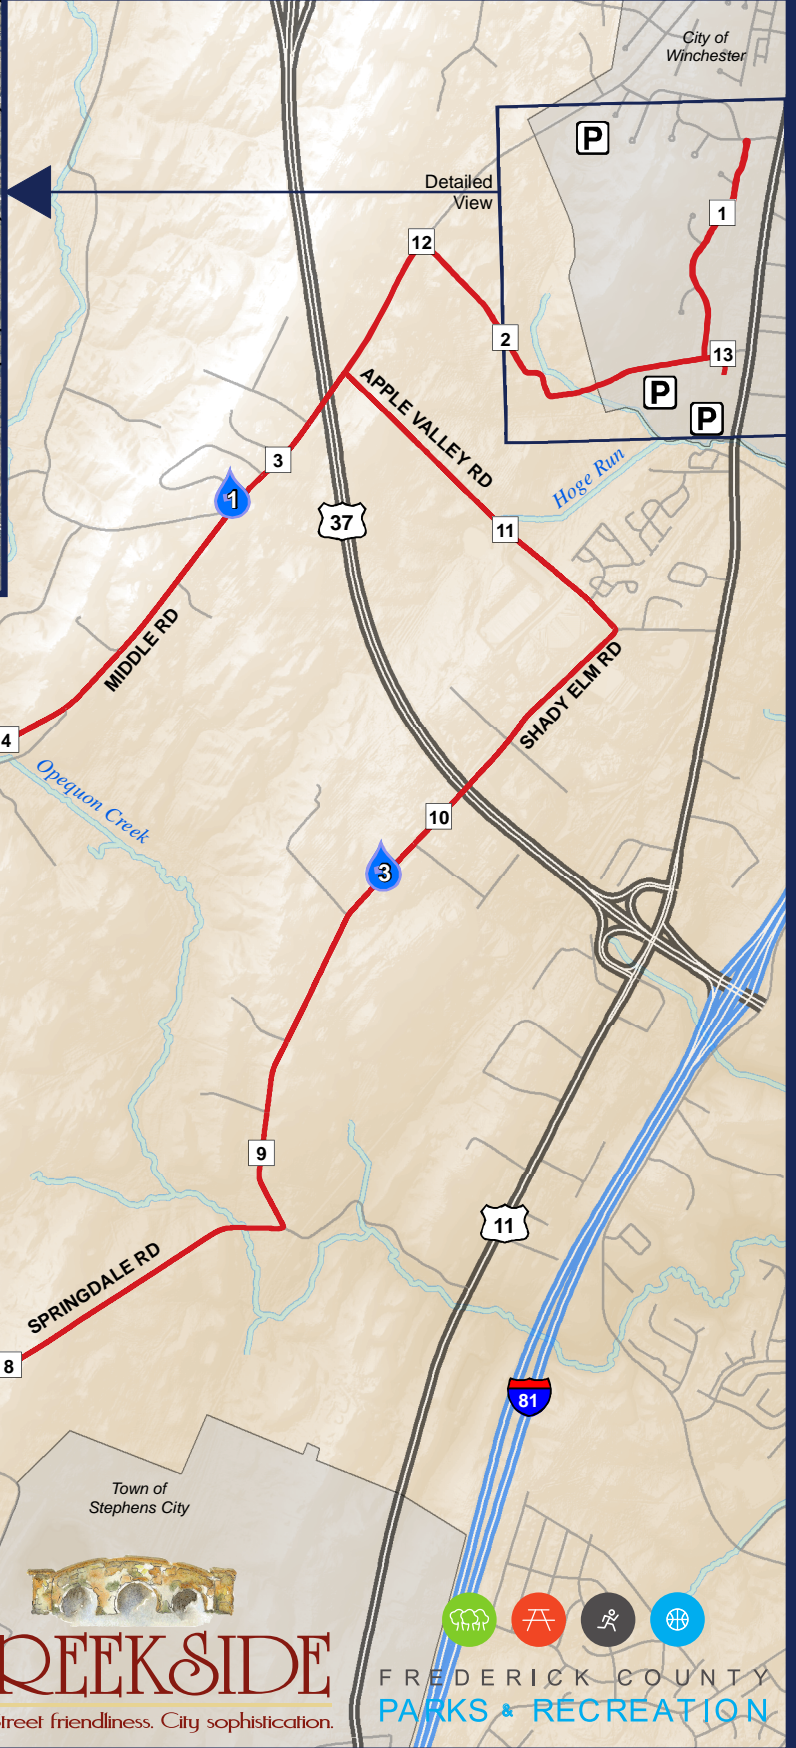 City of
Winchester
P
Detailed
View
1
12
2
13
P
P
APPLE VALLEY RD
3
1
Hoge Run
37
11
MIDDLE RD
SHADY ELM RD
4
Opequon Creek
10
3
9
11
SPRINGDALE RD
8
81
Town of
Stephens City
REEKSIDE
treet friendliness. City sophistication.
FREDERICK COUNTY
PARKS & RECREATION